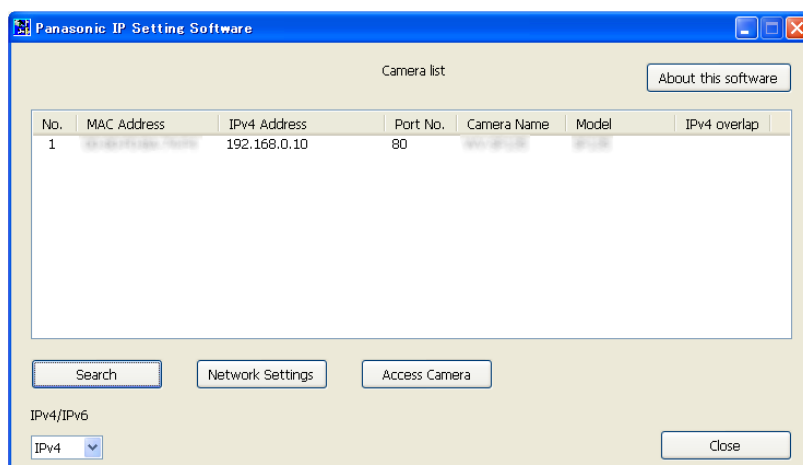 Panasonic IP Setting Software
Camera list
About this software
No. MAC Address IPv4 Address Port No. Camera Name Model IPv4 overlap
1 192.168.0.10 80
Search Network Settings Access Camera
IPv4/IPv6
IPv4
Close